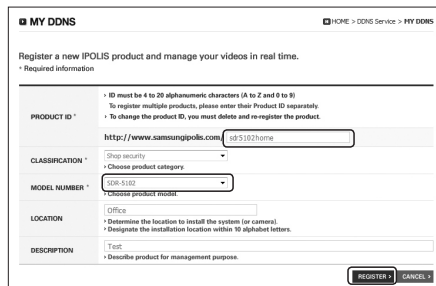 MY DDNS
HOME > DDNS Service > MY DDNS
Register a new IPOLIS product and manage your videos in real time.
* Required information
PRODUCT ID *
› ID must be 4 to 20 alphanumeric characters (A to Z and 0 to 9)
To register multiple products, please enter their Product ID separately.
› To change the product ID, you must delete and re-register the product.
http://www.samsungipolis.com/ sdr5102home
CLASSIFICATION *
Shop security
› Choose product category.
MODEL NUMBER *
SDR-5102
› Choose product model.
LOCATION
Office
› Determine the location to install the system (or camera).
› Designate the installation location within 10 alphabet letters.
DESCRIPTION
Test
› Describe product for management purpose.
REGISTER > CANCEL >